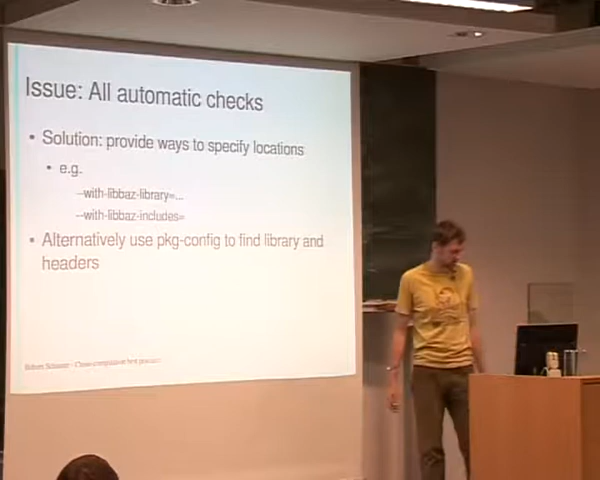 Issue: All automatic checks
• Solution: provide ways to specify locations
• e.g.
--with-libbaz-library=...
--with-libbaz-includes=
• Alternatively use pkg-config to find library and
headers